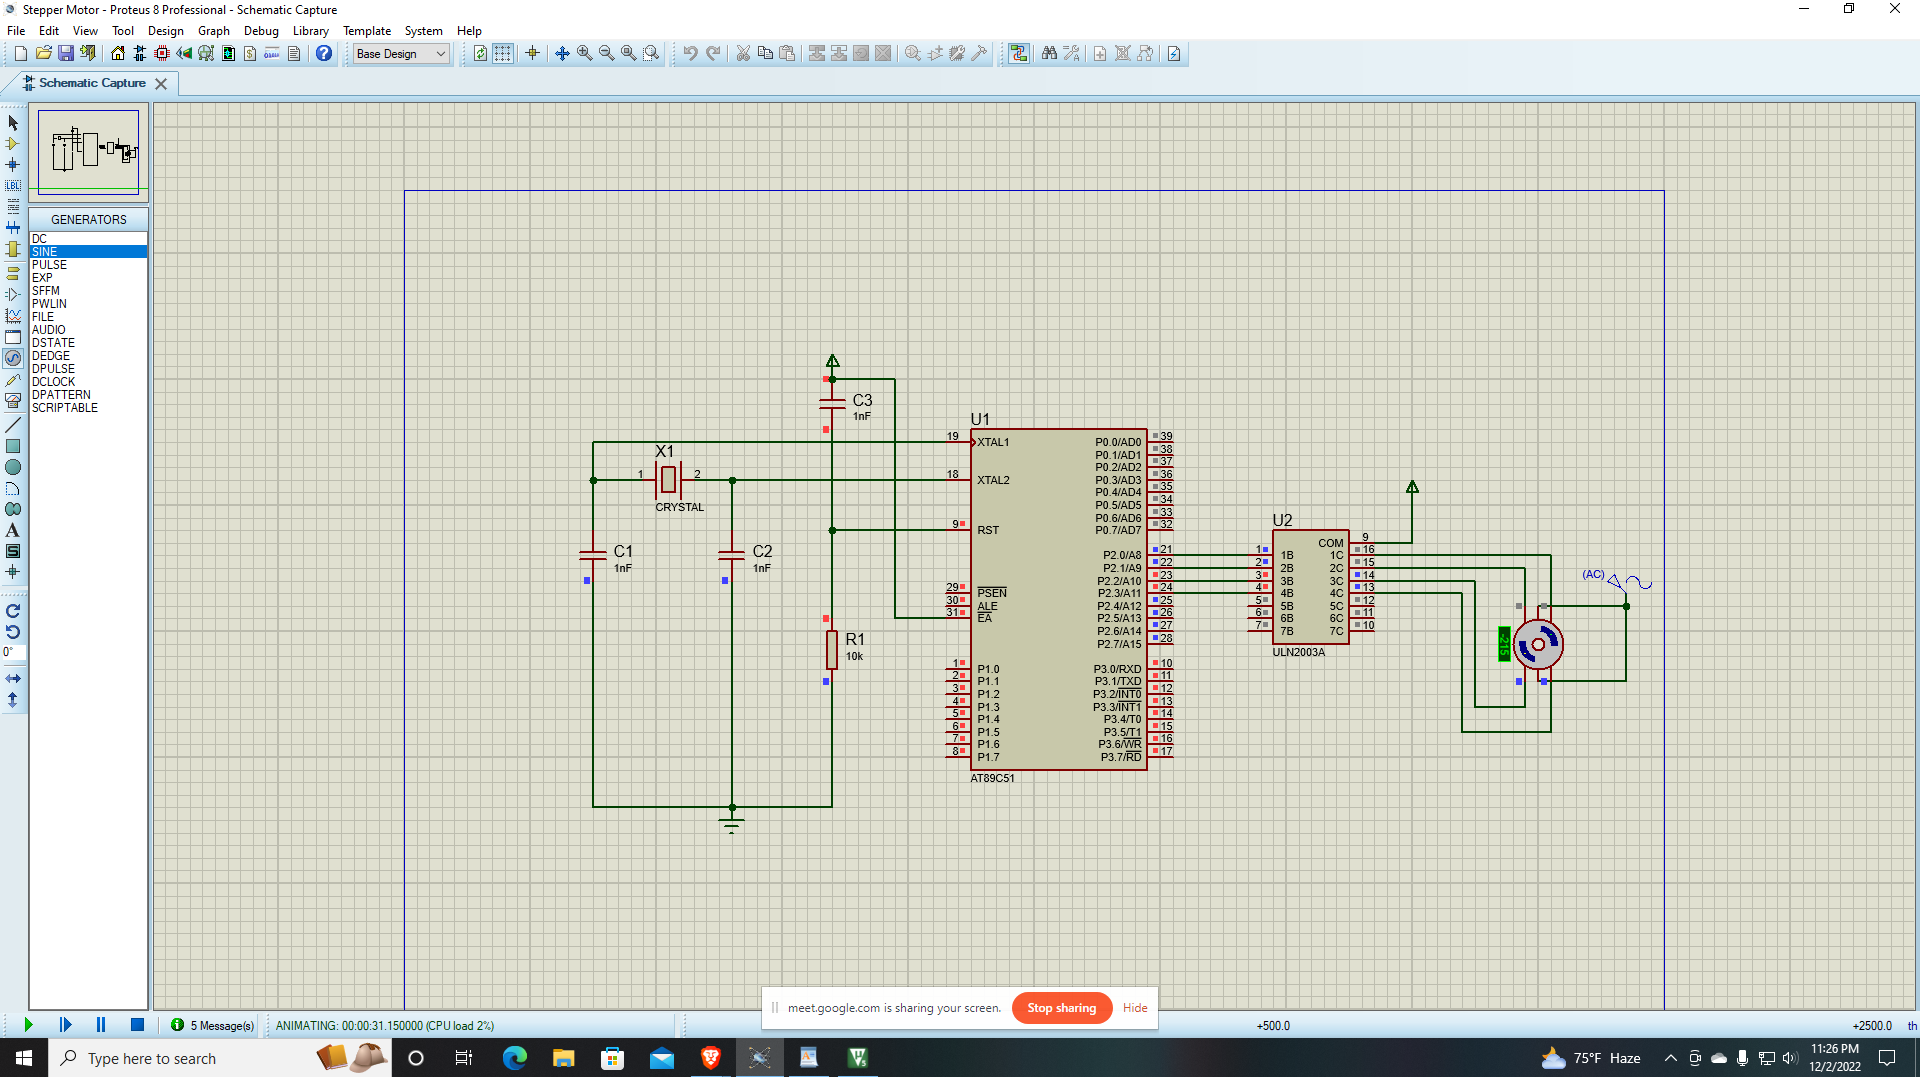 Stepper Motor - Proteus 8 Professional - Schematic Capture
File Edit View Tool Design Graph Debug Library Template System Help
Base Design
Schematic Capture
GENERATORS
DC
SINE
PULSE
EXP
SFFM
PWLIN
FILE
AUDIO
DSTATE
DEDGE
DPULSE
DCLOCK
DPATTERN
SCRIPTABLE
LBL
A
S
0°
C3
1nF
X1
1 2
CRYSTAL
C1
1nF
C2
1nF
R1
10k
U1
19 XTAL1
18 XTAL2
9 RST
29 PSEN
30 ALE
31 EA
1 P1.0
2 P1.1
3 P1.2
4 P1.3
5 P1.4
6 P1.5
7 P1.6
8 P1.7
P0.0/AD0 39
P0.1/AD1 38
P0.2/AD2 37
P0.3/AD3 36
P0.4/AD4 35
P0.5/AD5 34
P0.6/AD6 33
P0.7/AD7 32
P2.0/A8 21
P2.1/A9 22
P2.2/A10 23
P2.3/A11 24
P2.4/A12 25
P2.5/A13 26
P2.6/A14 27
P2.7/A15 28
P3.0/RXD 10
P3.1/TXD 11
P3.2/INT0 12
P3.3/INT1 13
P3.4/T0 14
P3.5/T1 15
P3.6/WR 16
P3.7/RD 17
AT89C51
U2
COM 9
1 1B 1C 16
2 2B 2C 15
3 3B 3C 14
4 4B 4C 13
5 5B 5C 12
6 6B 6C 11
7 7B 7C 10
ULN2003A
(AC)
-215
meet.google.com is sharing your screen. Stop sharing Hide
5 Message(s) ANIMATING: 00:00:31.150000 (CPU load 2%) +500.0 +2500.0 th
Type here to search
75°F Haze
11:26 PM
12/2/2022